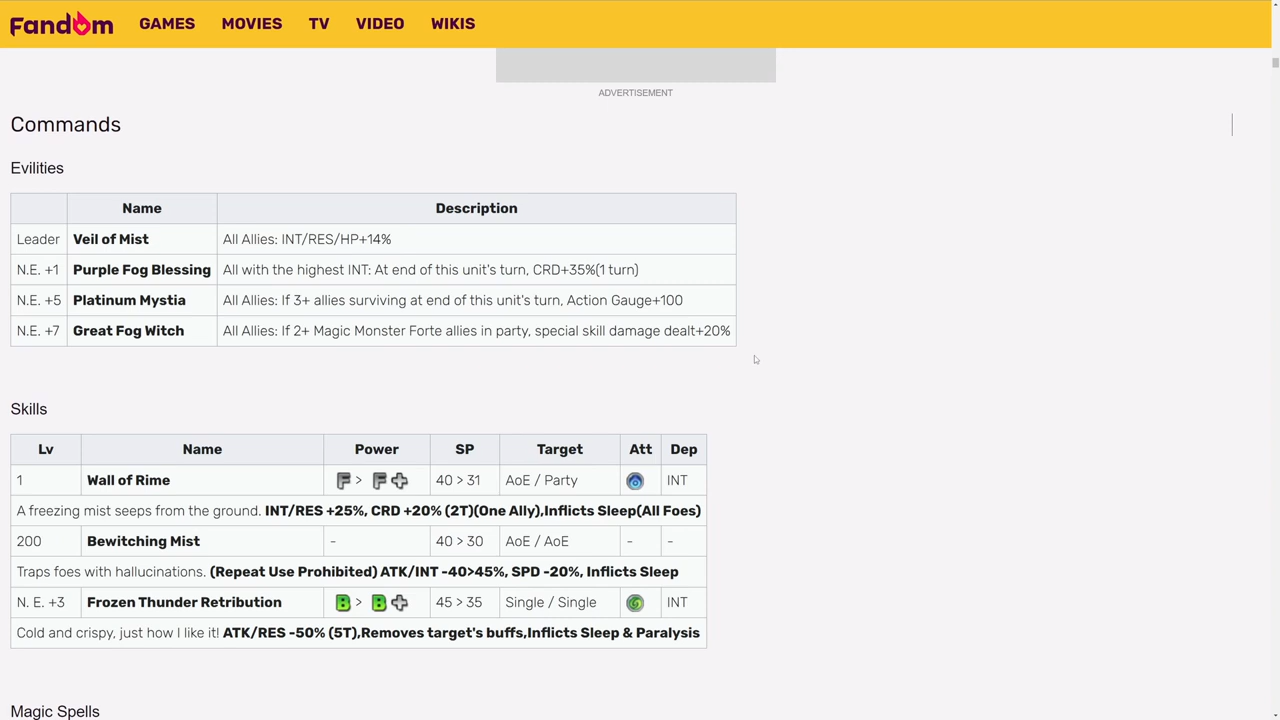 Fandom GAMES MOVIES TV VIDEO WIKIS
ADVERTISEMENT
Commands
Evilities
Name Description
Leader Veil of Mist All Allies: INT/RES/HP+14%
N.E. +1 Purple Fog Blessing All with the highest INT: At end of this unit's turn, CRD+35%(1 turn)
N.E. +5 Platinum Mystia All Allies: If 3+ allies surviving at end of this unit's turn, Action Gauge+100
N.E. +7 Great Fog Witch All Allies: If 2+ Magic Monster Forte allies in party, special skill damage dealt+20%
Skills
Lv Name Power SP Target Att Dep
1 Wall of Rime F > F+ 40 > 31 AoE / Party INT
A freezing mist seeps from the ground. INT/RES +25%, CRD +20% (2T)(One Ally),Inflicts Sleep(All Foes)
200 Bewitching Mist - 40 > 30 AoE / AoE - -
Traps foes with hallucinations. (Repeat Use Prohibited) ATK/INT -40>45%, SPD -20%, Inflicts Sleep
N. E. +3 Frozen Thunder Retribution B > B+ 45 > 35 Single / Single INT
Cold and crispy, just how I like it! ATK/RES -50% (5T),Removes target's buffs,Inflicts Sleep & Paralysis
Magic Spells